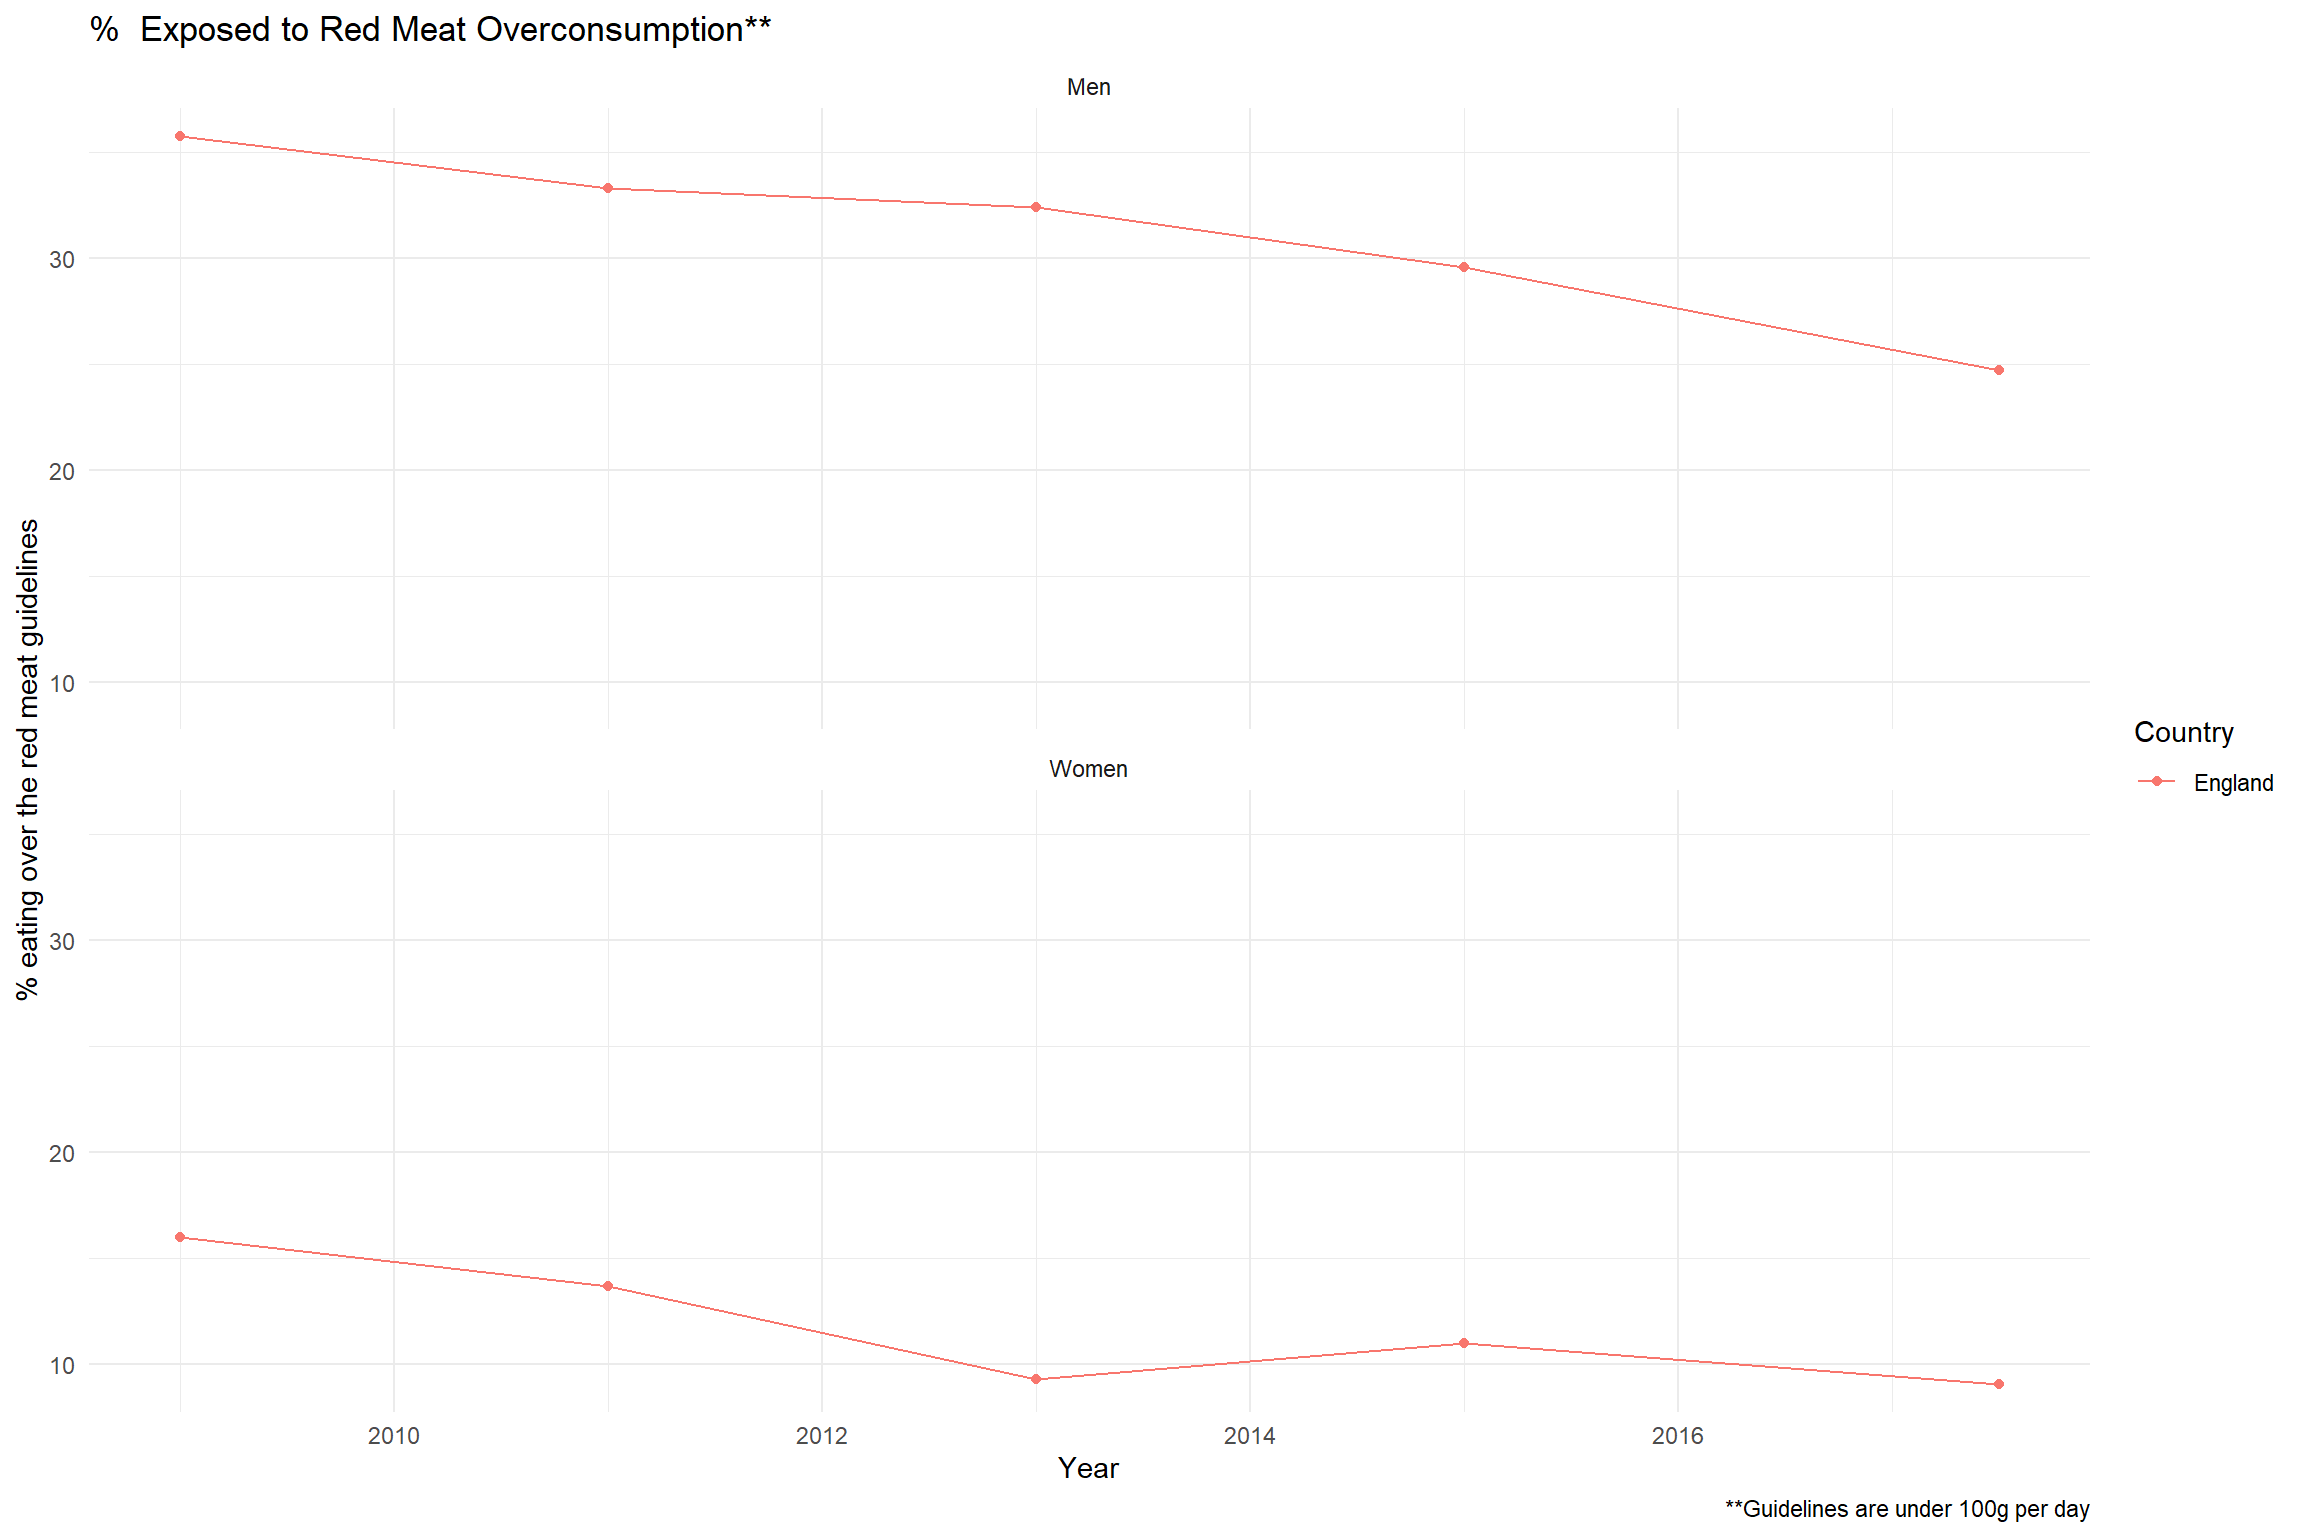 %  Exposed to Red Meat Overconsumption**
Men
30
20
10
% eating over the red meat guidelines
Women
30
20
10
2010 2012 2014 2016
Year
Country
England
**Guidelines are under 100g per day